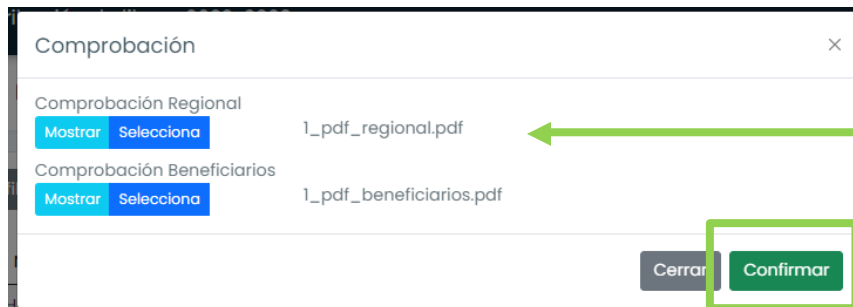 Comprobación
×
Comprobación Regional
Mostrar Selecciona 1_pdf_regional.pdf
Comprobación Beneficiarios
Mostrar Selecciona 1_pdf_beneficiarios.pdf
Cerrar Confirmar